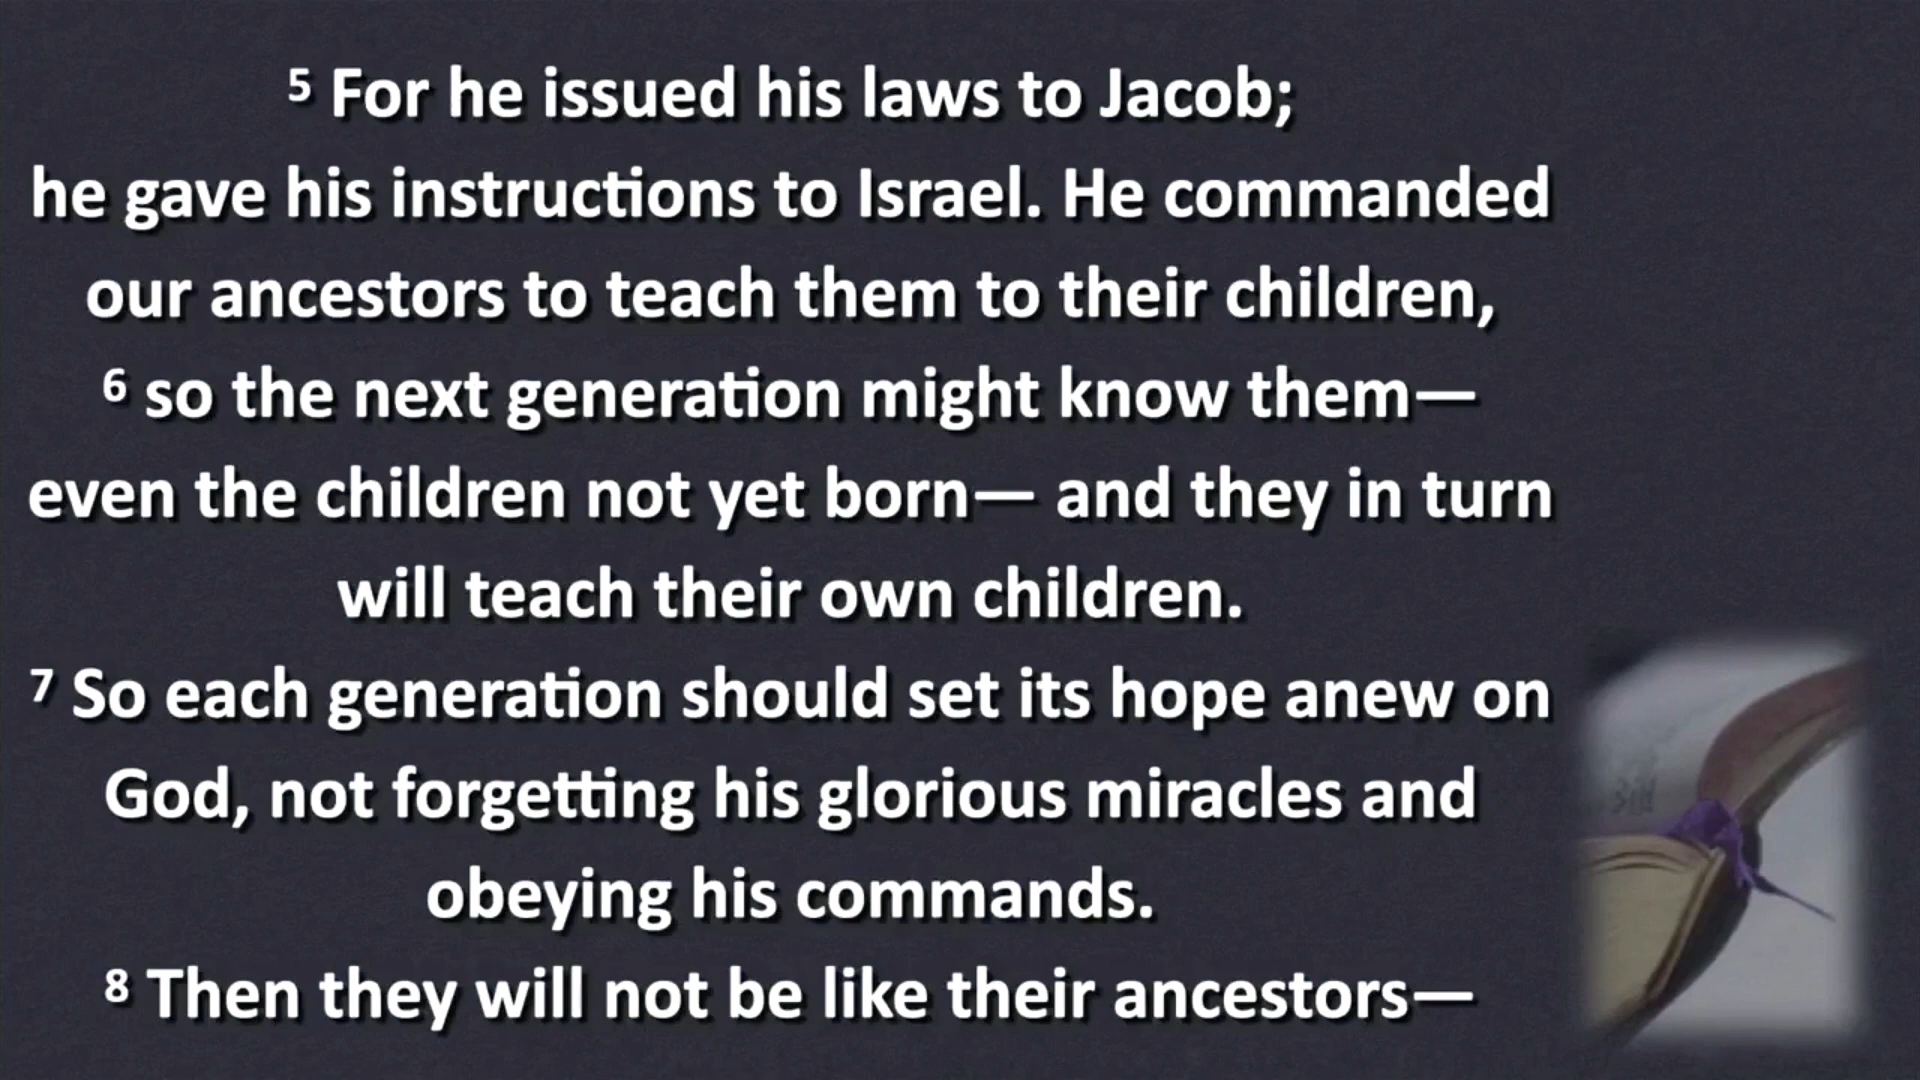 ⁵ For he issued his laws to Jacob;
he gave his instructions to Israel. He commanded
our ancestors to teach them to their children,
⁶ so the next generation might know them—
even the children not yet born— and they in turn
will teach their own children.
⁷ So each generation should set its hope anew on
God, not forgetting his glorious miracles and
obeying his commands.
⁸ Then they will not be like their ancestors—